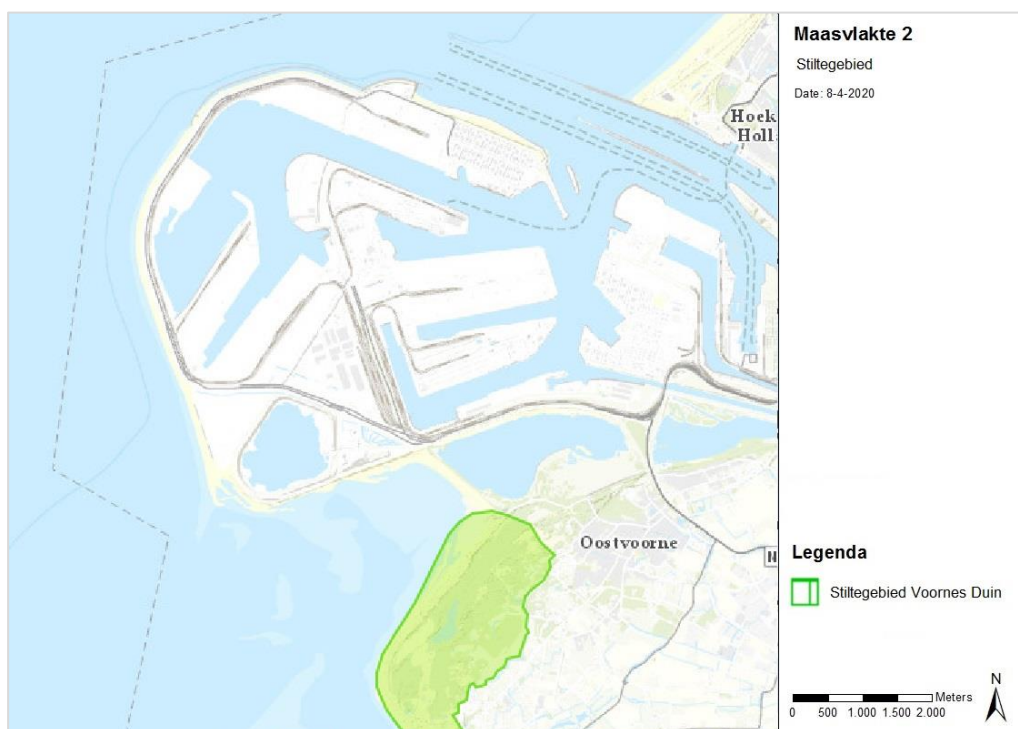 Maasvlakte 2
Stiltegebied
Date: 8-4-2020
Hoek
Holl
Oostvoorne
N
Legenda
Stiltegebied Voornes Duin
N
Meters
0 500 1.000 1.500 2.000